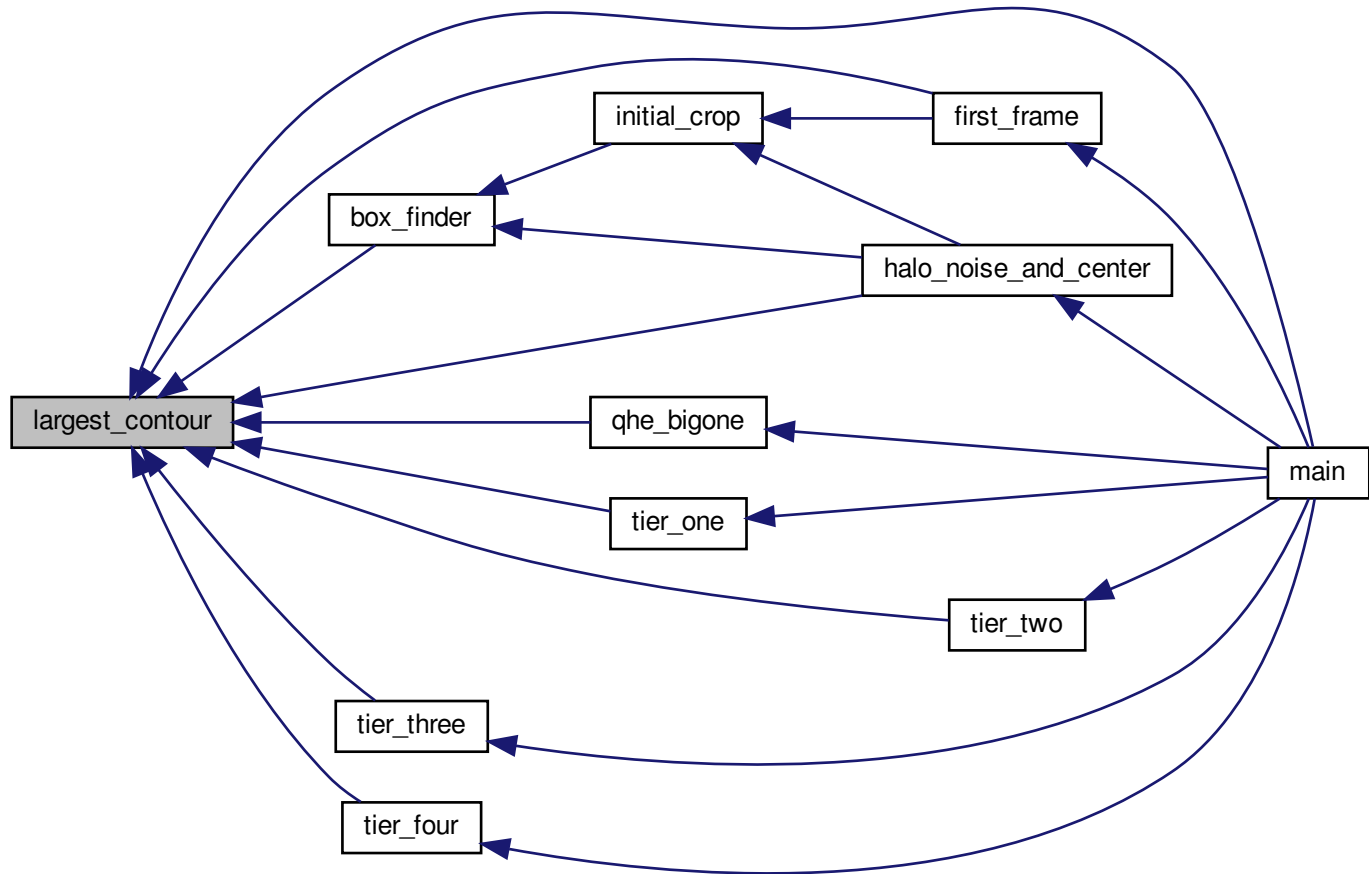 initial_crop
first_frame
box_finder
halo_noise_and_center
largest_contour
qhe_bigone
main
tier_one
tier_two
tier_three
tier_four